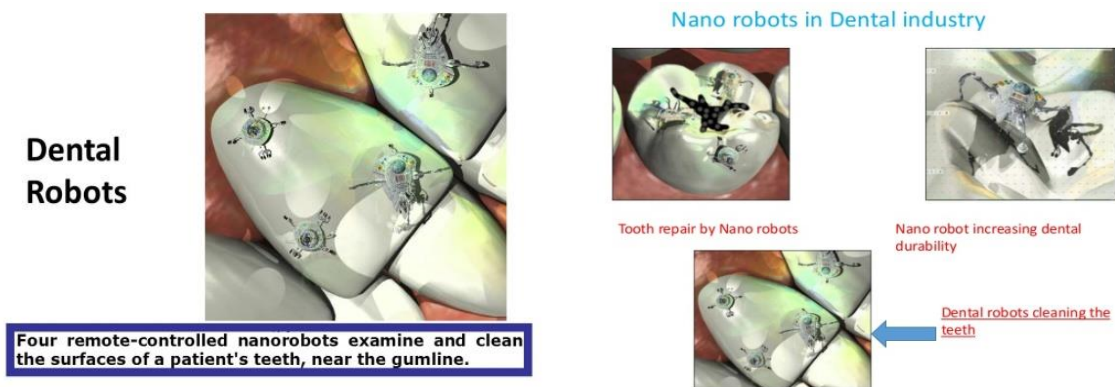 Dental
Robots
Four remote-controlled nanorobots examine and clean
the surfaces of a patient's teeth, near the gumline.
Nano robots in Dental industry
Tooth repair by Nano robots
Nano robot increasing dental
durability
Dental robots cleaning the
teeth